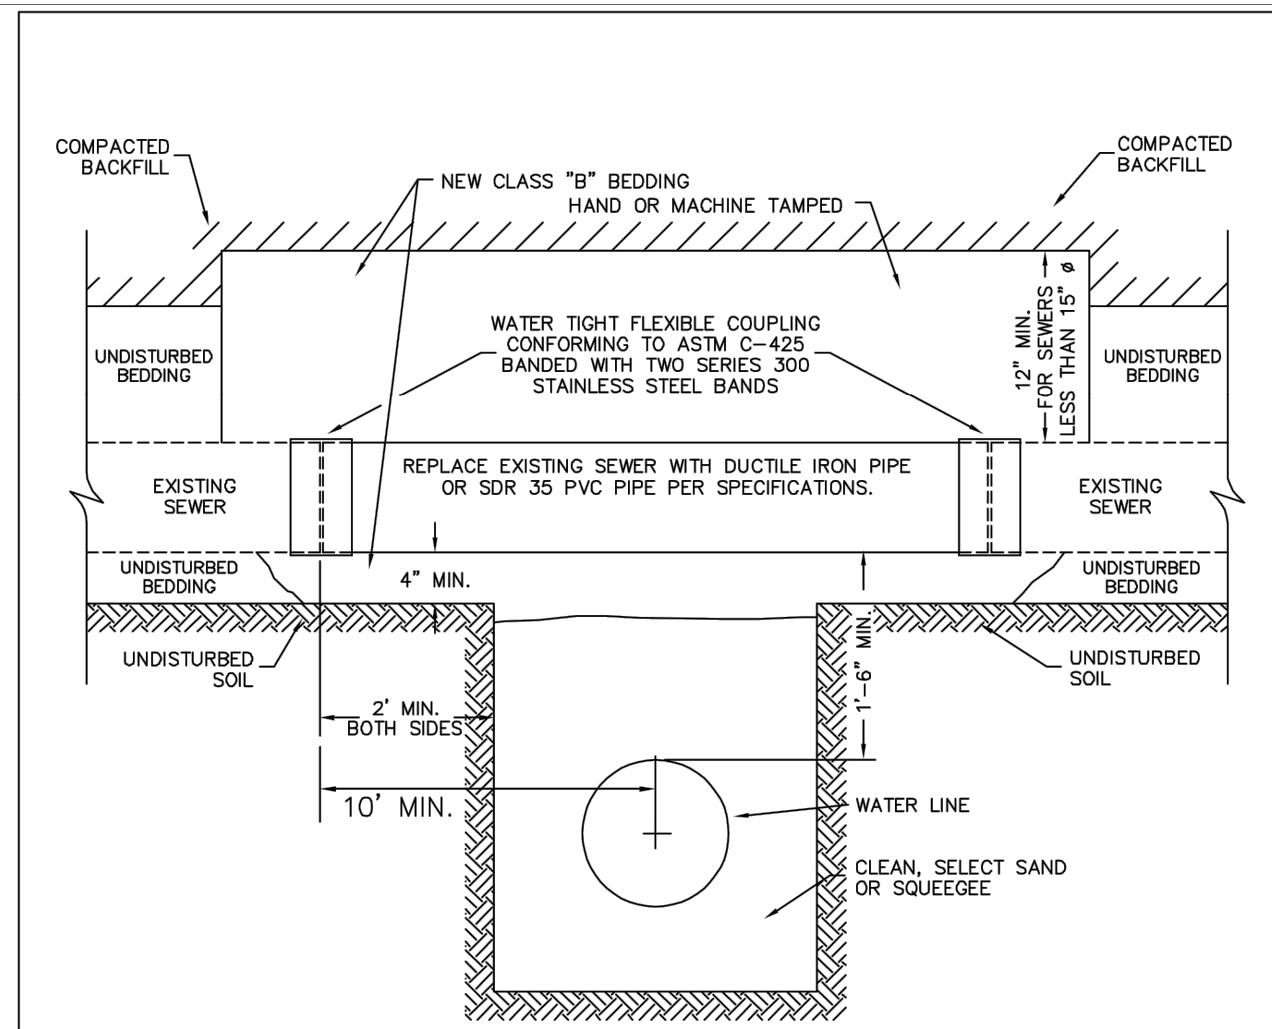 COMPACTED
BACKFILL
COMPACTED
BACKFILL
NEW CLASS "B" BEDDING
HAND OR MACHINE TAMPED
WATER TIGHT FLEXIBLE COUPLING
CONFORMING TO ASTM C-425
BANDED WITH TWO SERIES 300
STAINLESS STEEL BANDS
12" MIN.
FOR SEWERS
LESS THAN 15" ø
UNDISTURBED
BEDDING
UNDISTURBED
BEDDING
EXISTING
SEWER
REPLACE EXISTING SEWER WITH DUCTILE IRON PIPE
OR SDR 35 PVC PIPE PER SPECIFICATIONS.
EXISTING
SEWER
UNDISTURBED
BEDDING
4" MIN.
UNDISTURBED
BEDDING
UNDISTURBED
SOIL
1'-6" MIN.
UNDISTURBED
SOIL
2' MIN.
BOTH SIDES
10' MIN.
WATER LINE
CLEAN, SELECT SAND
OR SQUEEGEE